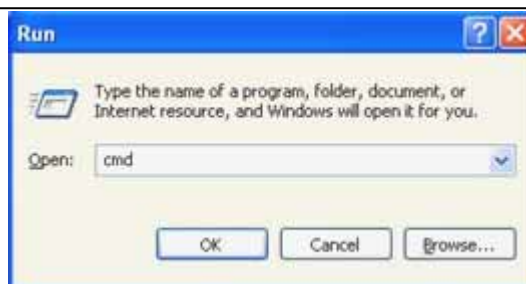 Run
Type the name of a program, folder, document, or
Internet resource, and Windows will open it for you.
Open: cmd
OK Cancel Browse...